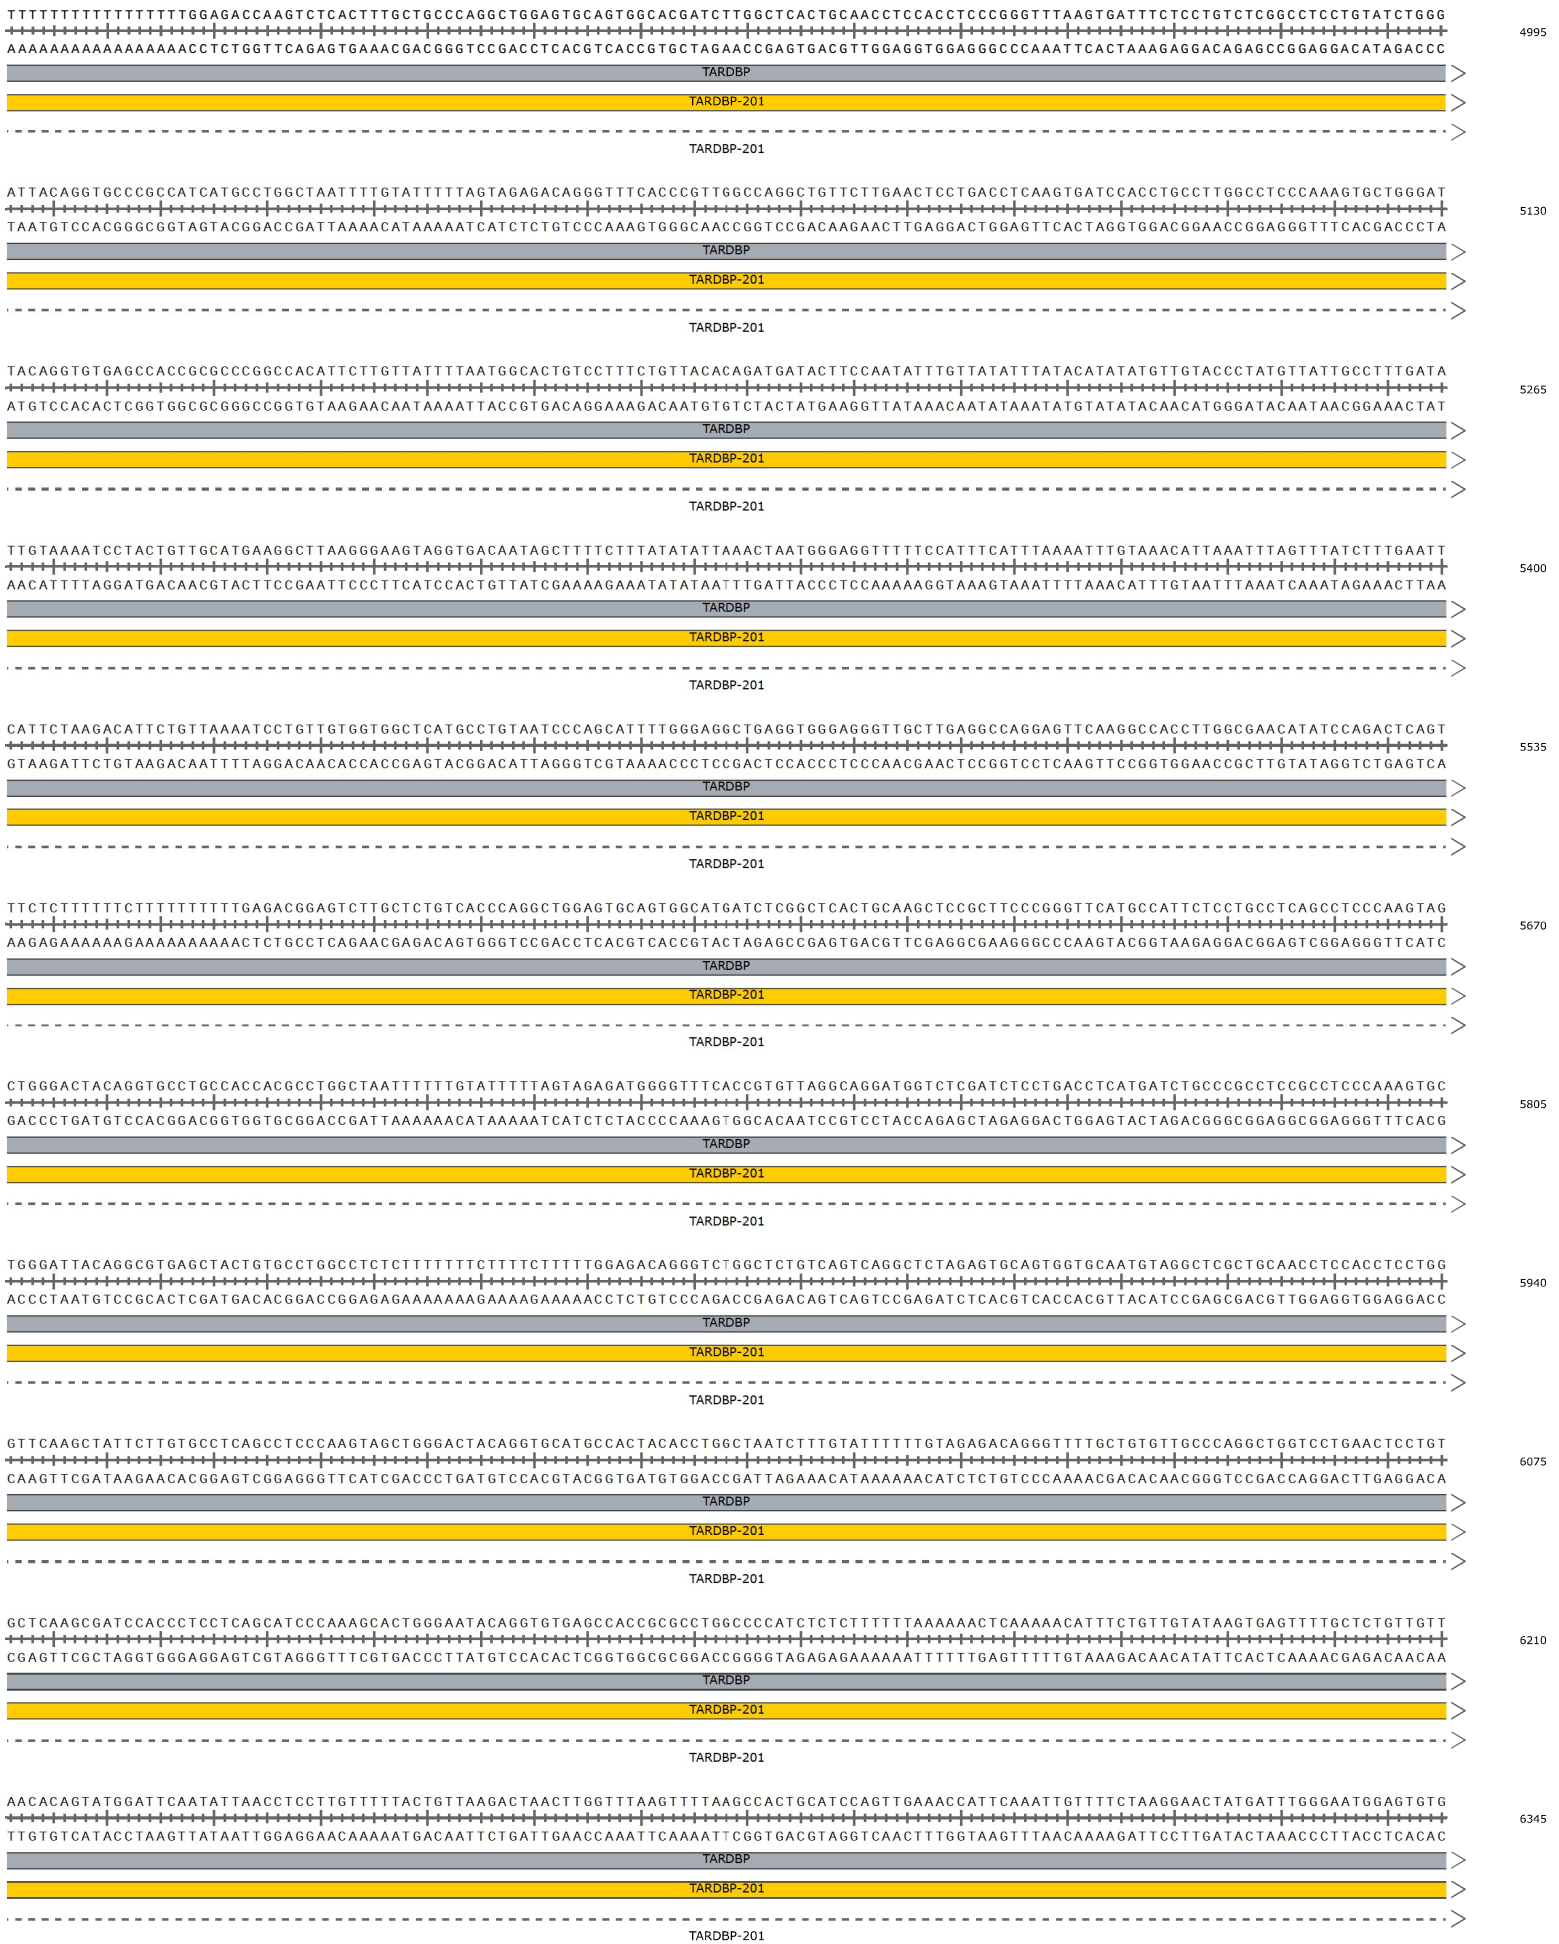 TTTTTTTTTTTTTTTTTGGAGACCAAGTCTCACTTTGCTGCCCAGGCTGGAGTGCAGTGGCACGATCTTGGCTCACTGCAACCTCCACCTCCCGGGTTTAAGTGATTTCTCCTGTCTCGGCCTCCTGTATCTGGG
4995
AAAAAAAAAAAAAAAAACCTCTGGTTCAGAGTGAAACGACGGGTCCGACCTCACGTCACCGTGCTAGAACCGAGTGACGTTGGAGGTGGAGGGCCCAAATTCACTAAAGAGGACAGAGCCGGAGGACATAGACCC
TARDBP
TARDBP-201
TARDBP-201
ATTACAGGTGCCCGCCATCATGCCTGGCTAATTTTGTATTTTTAGTAGAGACAGGGTTTCACCCGTTGGCCAGGCTGTTCTTGAACTCCTGACCTCAAGTGATCCACCTGCCTTGGCCTCCCAAAGTGCTGGGAT
5130
TAATGTCCACGGGCGGTAGTACGGACCGATTAAAACATAAAAATCATCTCTGTCCCAAAGTGGGCAACCGGTCCGACAAGAACTTGAGGACTGGAGTTCACTAGGTGGACGGAACCGGAGGGTTTCACGACCCTA
TARDBP
TARDBP-201
TARDBP-201
TACAGGTGTGAGCCACCGCGCCCGGCCACATTCTTGTTATTTTAATGGCACTGTCCTTTCTGTTACACAGATGATACTTCCAATATTTGTTATATTTATACATATATGTTGTACCCTATGTTATTGCCTTTGATA
5265
ATGTCCACACTCGGTGGCGCGGGCCGGTGTAAGAACAATAAAATTACCGTGACAGGAAAGACAATGTGTCTACTATGAAGGTTATAAACAATATAAATATGTATATACAACATGGGATACAATAACGGAAACTAT
TARDBP
TARDBP-201
TARDBP-201
TTGTAAAATCCTACTGTTGCATGAAGGCTTAAGGGAAGTAGGTGACAATAGCTTTTCTTTATATATTAAACTAATGGGAGGTTTTTCCATTTCATTTAAAATTTGTAAACATTAAATTTAGTTTATCTTTGAATT
5400
AACATTTTAGGATGACAACGTACTTCCGAATTCCCTTCATCCACTGTTATCGAAAAGAAATATATAATTTGATTACCCTCCAAAAAGGTAAAGTAAATTTTAAACATTTGTAATTTAAATCAAATAGAAACTTAA
TARDBP
TARDBP-201
TARDBP-201
CATTCTAAGACATTCTGTTAAAATCCTGTTGTGGTGGCTCATGCCTGTAATCCCAGCATTTTGGGAGGCTGAGGTGGGAGGGTTGCTTGAGGCCAGGAGTTCAAGGCCACCTTGGCGAACATATCCAGACTCAGT
5535
GTAAGATTCTGTAAGACAATTTTAGGACAACACCACCGAGTACGGACATTAGGGTCGTAAAACCCTCCGACTCCACCCTCCCAACGAACTCCGGTCCTCAAGTTCCGGTGGAACCGCTTGTATAGGTCTGAGTCA
TARDBP
TARDBP-201
TARDBP-201
TTCTCTTTTTTCTTTTTTTTTTGAGACGGAGTCTTGCTCTGTCACCCAGGCTGGAGTGCAGTGGCATGATCTCGGCTCACTGCAAGCTCCGCTTCCCGGGTTCATGCCATTCTCCTGCCTCAGCCTCCCAAGTAG
5670
AAGAGAAAAAAGAAAAAAAAAACTCTGCCTCAGAACGAGACAGTGGGTCCGACCTCACGTCACCGTACTAGAGCCGAGTGACGTTCGAGGCGAAGGGCCCAAGTACGGTAAGAGGACGGAGTCGGAGGGTTCATC
TARDBP
TARDBP-201
TARDBP-201
CTGGGACTACAGGTGCCTGCCACCACGCCTGGCTAATTTTTTGTATTTTTAGTAGAGATGGGGTTTCACCGTGTTAGGCAGGATGGTCTCGATCTCCTGACCTCATGATCTGCCCGCCTCCGCCTCCCAAAGTGC
5805
GACCCTGATGTCCACGGACGGTGGTGCGGACCGATTAAAAAACATAAAAATCATCTCTACCCCAAAGTGGCACAATCCGTCCTACCAGAGCTAGAGGACTGGAGTACTAGACGGGCGGAGGCGGAGGGTTTCACG
TARDBP
TARDBP-201
TARDBP-201
TGGGATTACAGGCGTGAGCTACTGTGCCTGGCCTCTCTTTTTTTCTTTTCTTTTTGGAGACAGGGTCTGGCTCTGTCAGTCAGGCTCTAGAGTGCAGTGGTGCAATGTAGGCTCGCTGCAACCTCCACCTCCTGG
5940
ACCCTAATGTCCGCACTCGATGACACGGACCGGAGAGAAAAAAAGAAAAGAAAAACCTCTGTCCCAGACCGAGACAGTCAGTCCGAGATCTCACGTCACCACGTTACATCCGAGCGACGTTGGAGGTGGAGGACC
TARDBP
TARDBP-201
TARDBP-201
GTTCAAGCTATTCTTGTGCCTCAGCCTCCCAAGTAGCTGGGACTACAGGTGCATGCCACTACACCTGGCTAATCTTTGTATTTTTTGTAGAGACAGGGTTTTGCTGTGTTGCCCAGGCTGGTCCTGAACTCCTGT
6075
CAAGTTCGATAAGAACACGGAGTCGGAGGGTTCATCGACCCTGATGTCCACGTACGGTGATGTGGACCGATTAGAAACATAAAAAACATCTCTGTCCCAAAACGACACAACGGGTCCGACCAGGACTTGAGGACA
TARDBP
TARDBP-201
TARDBP-201
GCTCAAGCGATCCACCCTCCTCAGCATCCCAAAGCACTGGGAATACAGGTGTGAGCCACCGCGCCTGGCCCCATCTCTCTTTTTTAAAAAACTCAAAAACATTTCTGTTGTATAAGTGAGTTTTGCTCTGTTGTT
6210
CGAGTTCGCTAGGTGGGAGGAGTCGTAGGGTTTCGTGACCCTTATGTCCACACTCGGTGGCGCGGACCGGGGTAGAGAGAAAAAATTTTTTGAGTTTTTGTAAAGACAACATATTCACTCAAAACGAGACAACAA
TARDBP
TARDBP-201
TARDBP-201
AACACAGTATGGATTCAATATTAACCTCCTTGTTTTTACTGTTAAGACTAACTTGGTTTAAGTTTTAAGCCACTGCATCCAGTTGAAACCATTCAAATTGTTTTCTAAGGAACTATGATTTGGGAATGGAGTGTG
6345
TTGTGTCATACCTAAGTTATAATTGGAGGAACAAAAATGACAATTCTGATTGAACCAAATTCAAAATTCGGTGACGTAGGTCAACTTTGGTAAGTTTAACAAAAGATTCCTTGATACTAAACCCTTACCTCACAC
TARDBP
TARDBP-201
TARDBP-201